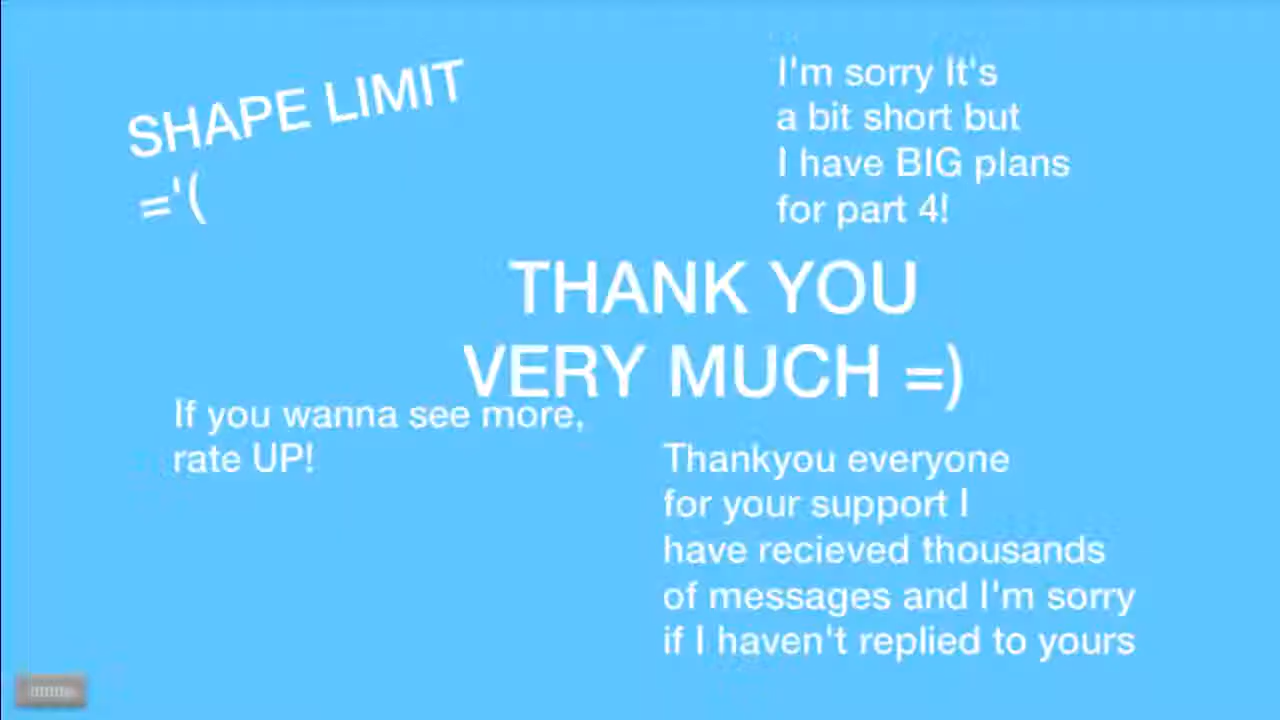 SHAPE LIMIT
='(
I'm sorry It's
a bit short but
I have BIG plans
for part 4!
THANK YOU
VERY MUCH =)
If you wanna see more,
rate UP!
Thankyou everyone
for your support I
have recieved thousands
of messages and I'm sorry
if I haven't replied to yours